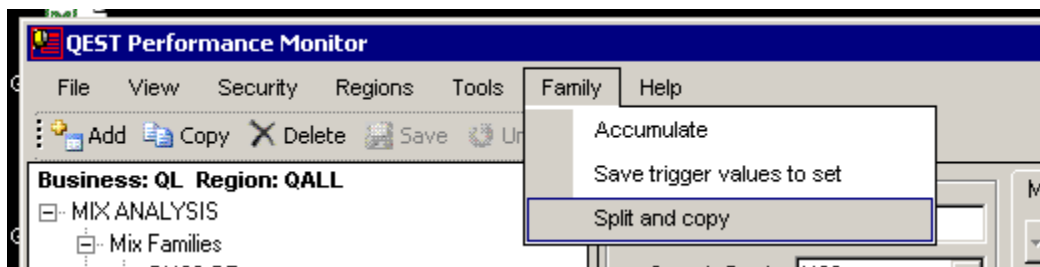 QEST Performance Monitor
File View Security Regions Tools Family Help
Add Copy Delete Save
Accumulate
Save trigger values to set
Split and copy
Business: QL Region: QALL
MIX ANALYSIS
Mix Families